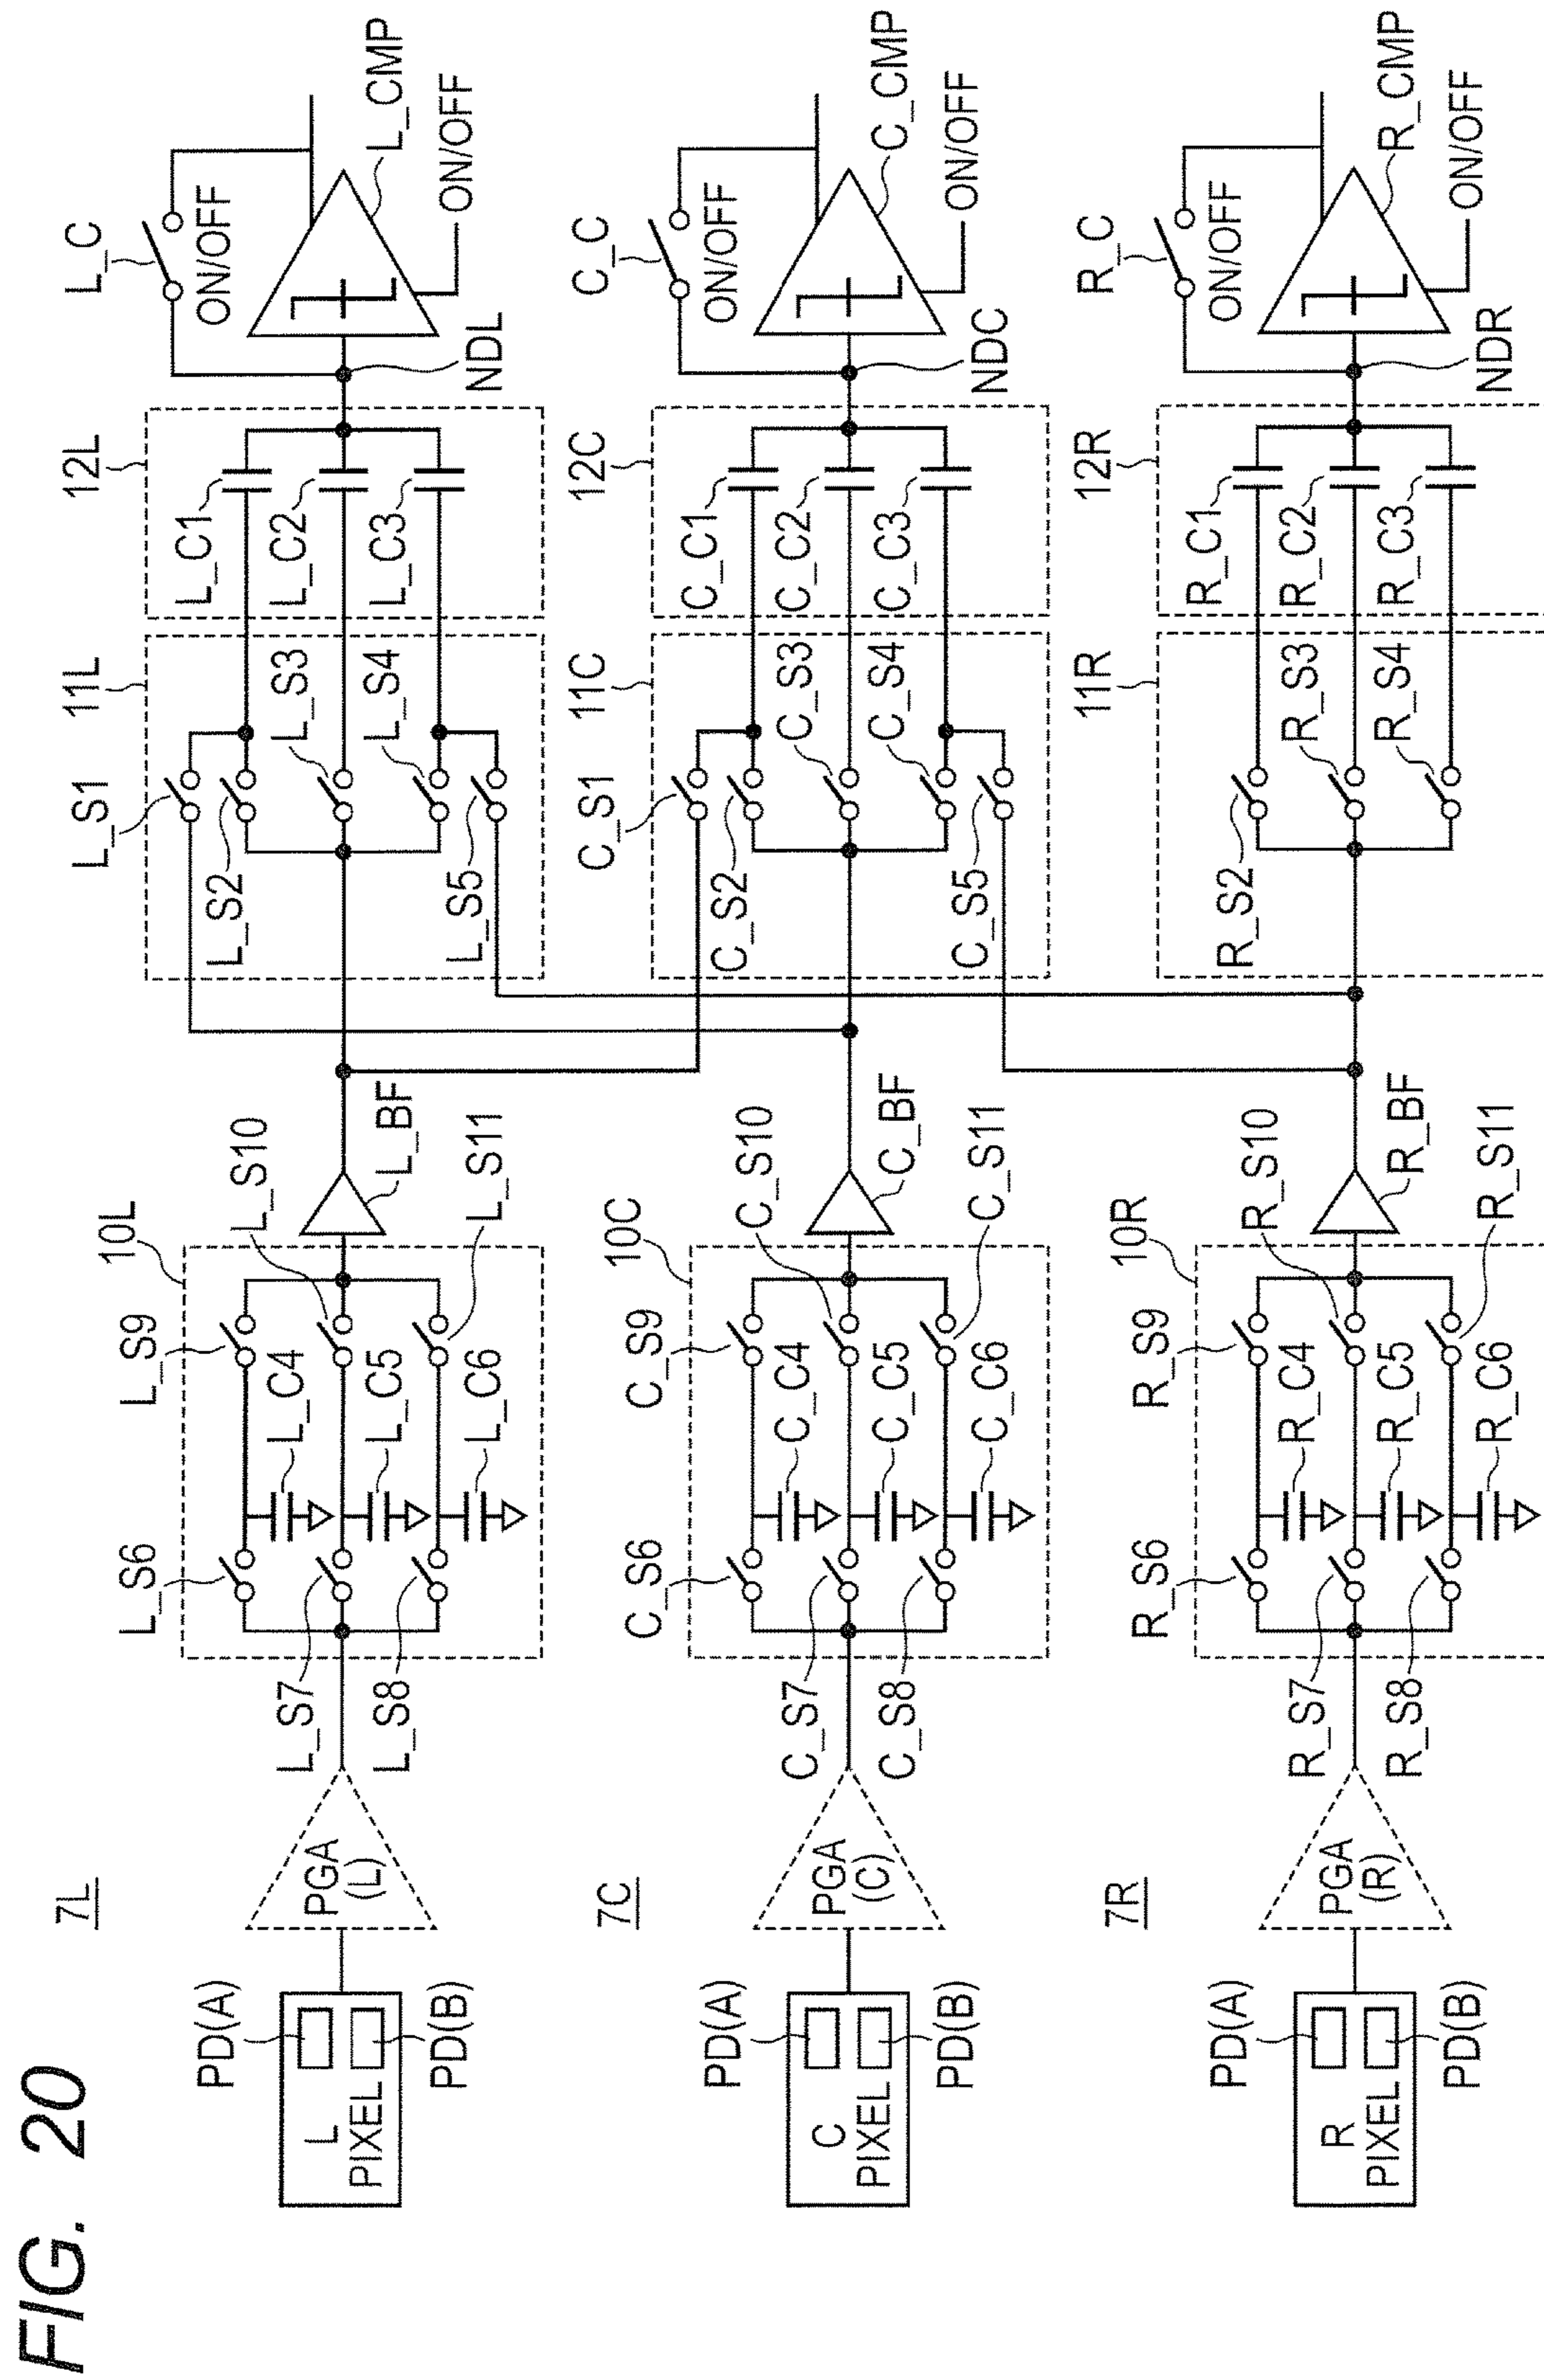 FIG. 20
7L
PD(A)
L
PIXEL
PD(B)
PGA
(L)
L_S7
L_S8
10L
L_S6
L_S9
L_C4
L_C5
L_C6
L_S10
L_S11
L_BF
11L
L_S1
L_S2
L_S3
L_S4
L_S5
12L
L_C1
L_C2
L_C3
NDL
L_C
ON/OFF
L_CMP
ON/OFF
7C
PD(A)
C
PIXEL
PD(B)
PGA
(C)
C_S7
C_S8
10C
C_S6
C_S9
C_C4
C_C5
C_C6
C_S10
C_S11
C_BF
11C
C_S1
C_S2
C_S3
C_S4
C_S5
12C
C_C1
C_C2
C_C3
NDC
C_C
ON/OFF
C_CMP
ON/OFF
7R
PD(A)
R
PIXEL
PD(B)
PGA
(R)
R_S7
R_S8
10R
R_S6
R_S9
R_C4
R_C5
R_C6
R_S10
R_S11
R_BF
11R
R_S2
R_S3
R_S4
12R
R_C1
R_C2
R_C3
NDR
R_C
ON/OFF
R_CMP
ON/OFF